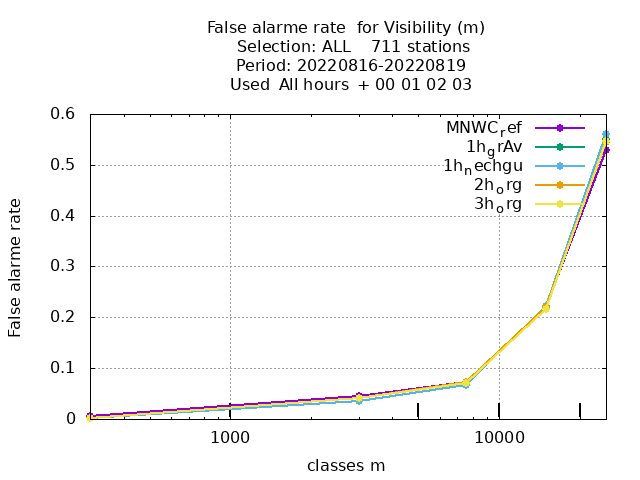 False alarme rate  for Visibility (m)
Selection: ALL    711 stations
Period: 20220816-20220819
Used  All hours  + 00 01 02 03
MNWC_ref
1h_grAv
1h_nechgu
2h_org
3h_org
0.6
0.5
0.4
0.3
0.2
0.1
0
False alarme rate
1000
10000
classes m